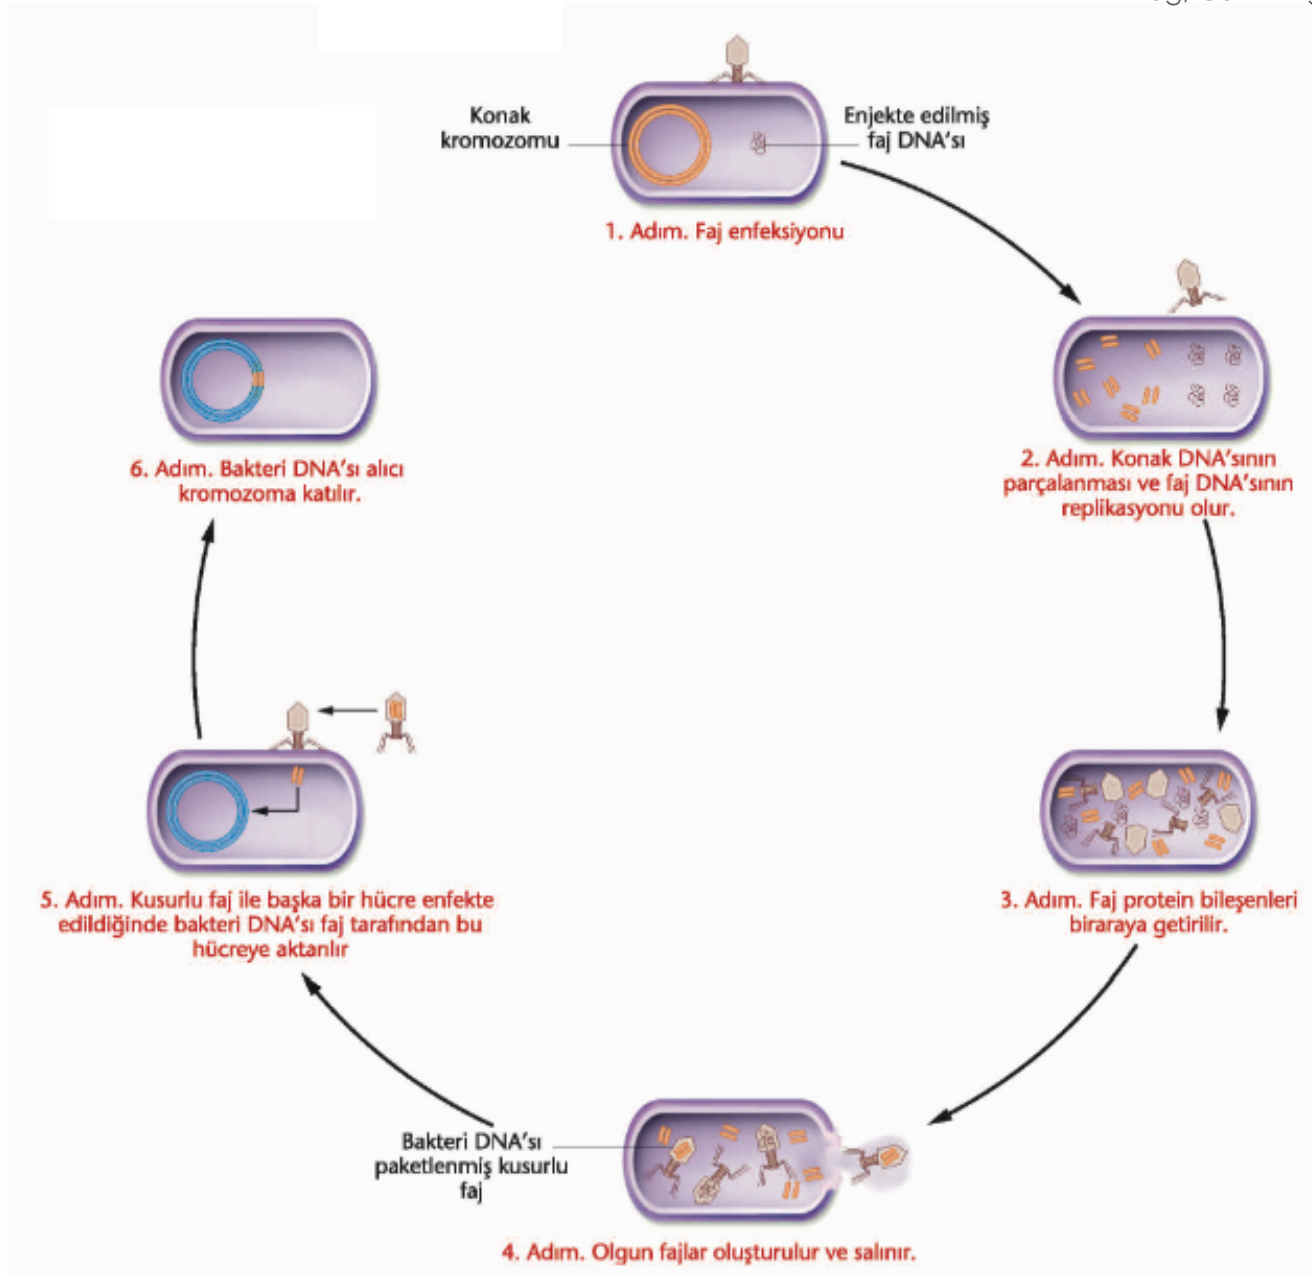 Konak
kromozomu
Enjekte edilmiş
faj DNA'sı
1. Adım. Faj enfeksiyonu
2. Adım. Konak DNA'sının
parçalanması ve faj DNA'sının
replikasyonu olur.
3. Adım. Faj protein bileşenleri
biraraya getirilir.
Bakteri DNA'sı
paketlenmiş kusurlu
faj
4. Adım. Olgun fajlar oluşturulur ve salınır.
5. Adım. Kusurlu faj ile başka bir hücre enfekte
edildiğinde bakteri DNA'sı faj tarafından bu
hücreye aktarılır
6. Adım. Bakteri DNA'sı alıcı
kromozoma katılır.